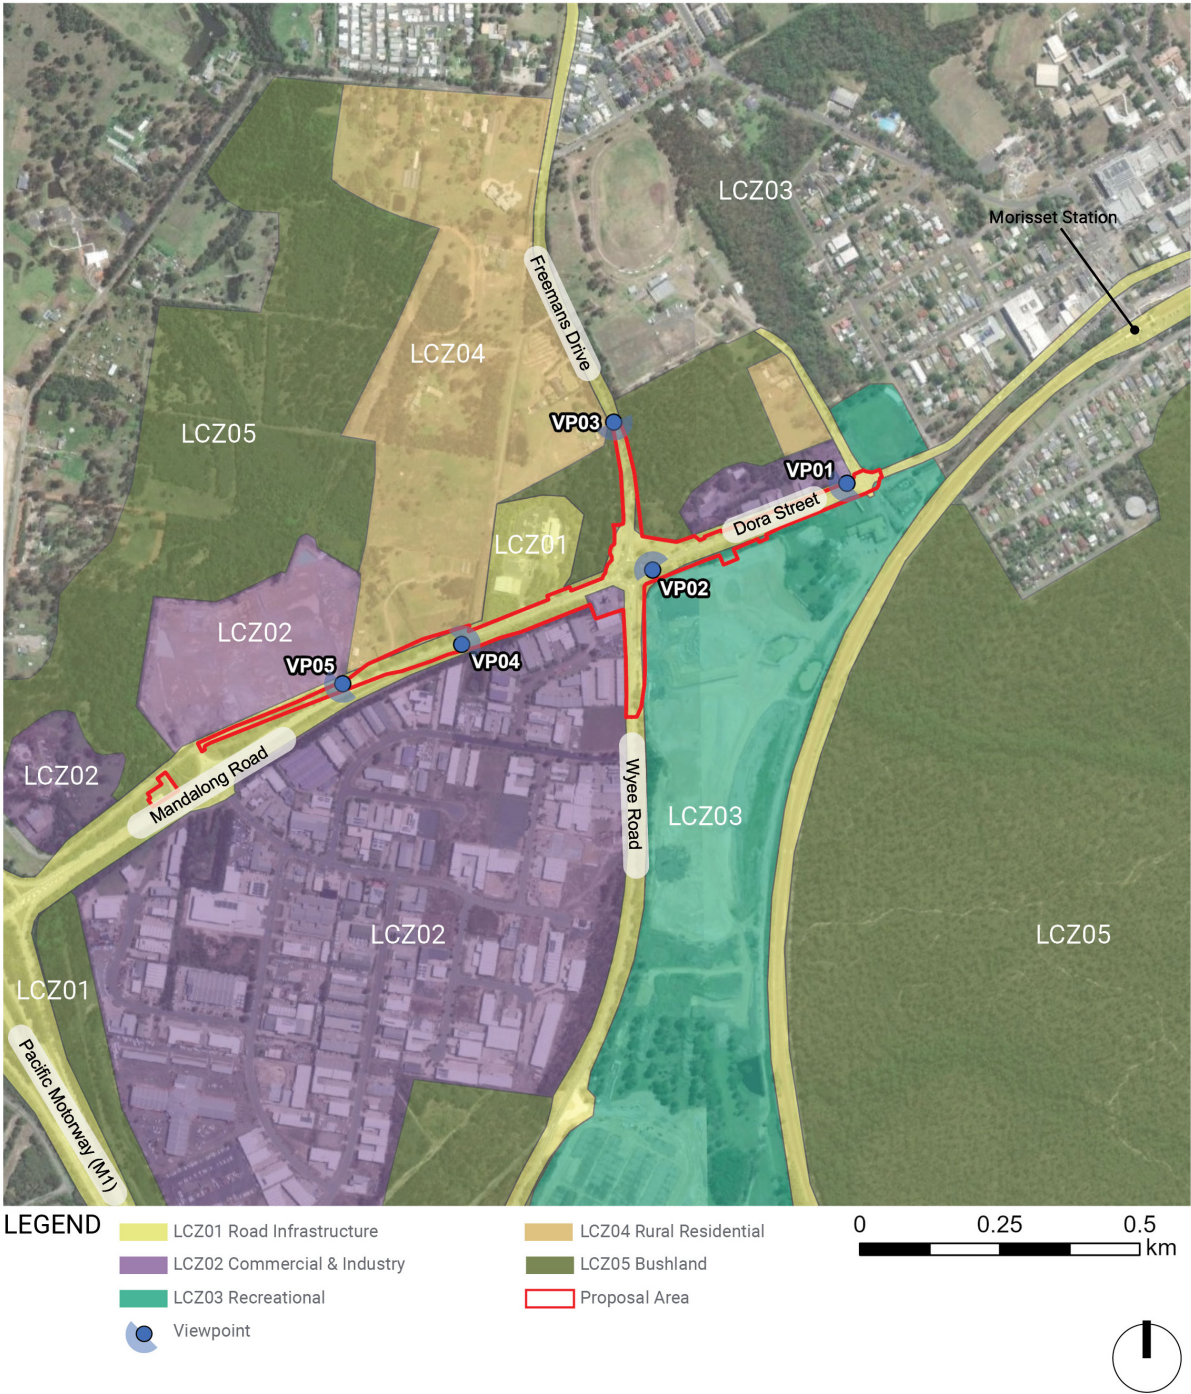 LCZ03
Morisset Station
Freemans Drive
LCZ04
VP03
LCZ05
VP01
Dora Street
LCZ01
VP02
LCZ02
VP05
VP04
LCZ02
Mandalong Road
Wyee Road
LCZ03
LCZ02
LCZ05
LCZ01
Pacific Motorway (M1)
LEGEND
LCZ01 Road Infrastructure
LCZ02 Commercial & Industry
LCZ03 Recreational
Viewpoint
LCZ04 Rural Residential
LCZ05 Bushland
Proposal Area
0 0.25 0.5
km